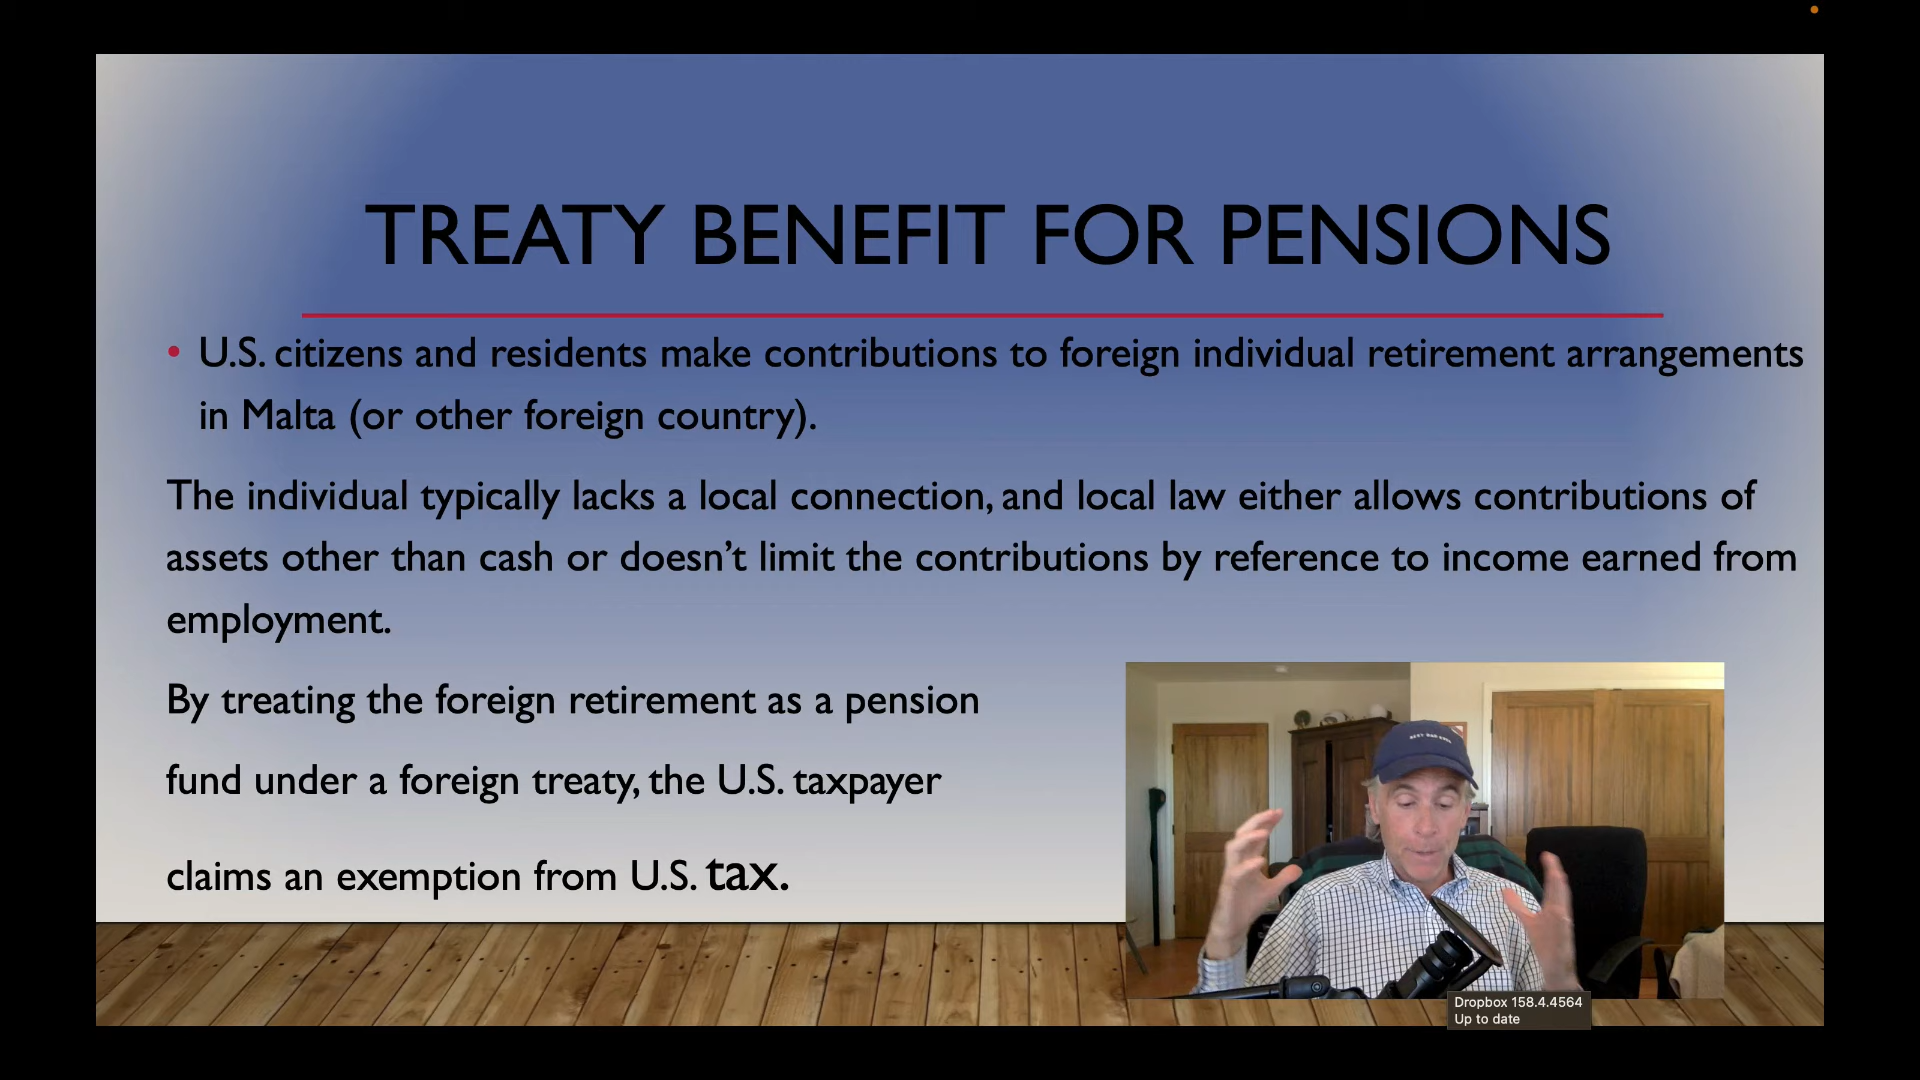 TREATY BENEFIT FOR PENSIONS
• U.S. citizens and residents make contributions to foreign individual retirement arrangements
in Malta (or other foreign country).
The individual typically lacks a local connection, and local law either allows contributions of
assets other than cash or doesn’t limit the contributions by reference to income earned from
employment.
By treating the foreign retirement as a pension
fund under a foreign treaty, the U.S. taxpayer
claims an exemption from U.S. tax.
Dropbox 158.4.4564
Up to date